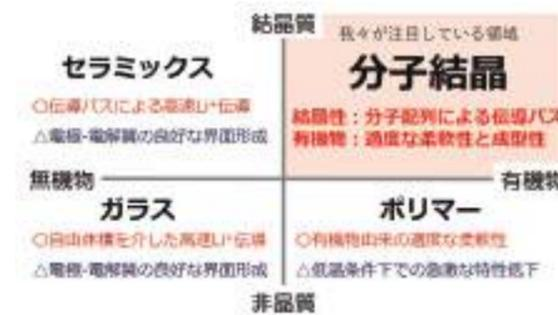 結晶質
我々が注目している領域
セラミックス
分子結晶
○伝導パスによる高速Li⁺伝導
△電極-電解質の良好な界面形成
結晶性：分子配列による伝導パス
有機物：適度な柔軟性と成型性
無機物
有機物
ガラス
ポリマー
○自由体積を介した高速Li⁺伝導
○有機物由来の適度な柔軟性
△電極-電解質の良好な界面形成
△低温条件下での急激な特性低下
非晶質